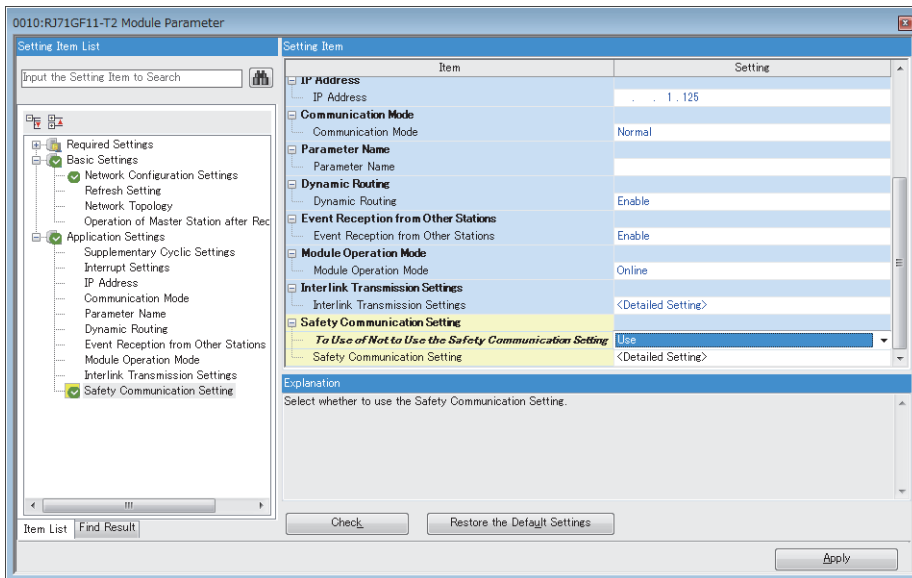 0010:RJ71GF11-T2 Module Parameter
Setting Item List
Input the Setting Item to Search
Required Settings
Basic Settings
Network Configuration Settings
Refresh Setting
Network Topology
Operation of Master Station after Rec
Application Settings
Supplementary Cyclic Settings
Interrupt Settings
IP Address
Communication Mode
Parameter Name
Dynamic Routing
Event Reception from Other Stations
Module Operation Mode
Interlink Transmission Settings
Safety Communication Setting
Item List Find Result
Setting Item
Item Setting
IP Address
IP Address . . 1 . 125
Communication Mode
Communication Mode Normal
Parameter Name
Parameter Name
Dynamic Routing
Dynamic Routing Enable
Event Reception from Other Stations
Event Reception from Other Stations Enable
Module Operation Mode
Module Operation Mode Online
Interlink Transmission Settings
Interlink Transmission Settings <Detailed Setting>
Safety Communication Setting
To Use of Not to Use the Safety Communication Setting Use
Safety Communication Setting <Detailed Setting>
Explanation
Select whether to use the Safety Communication Setting.
Check Restore the Default Settings
Apply